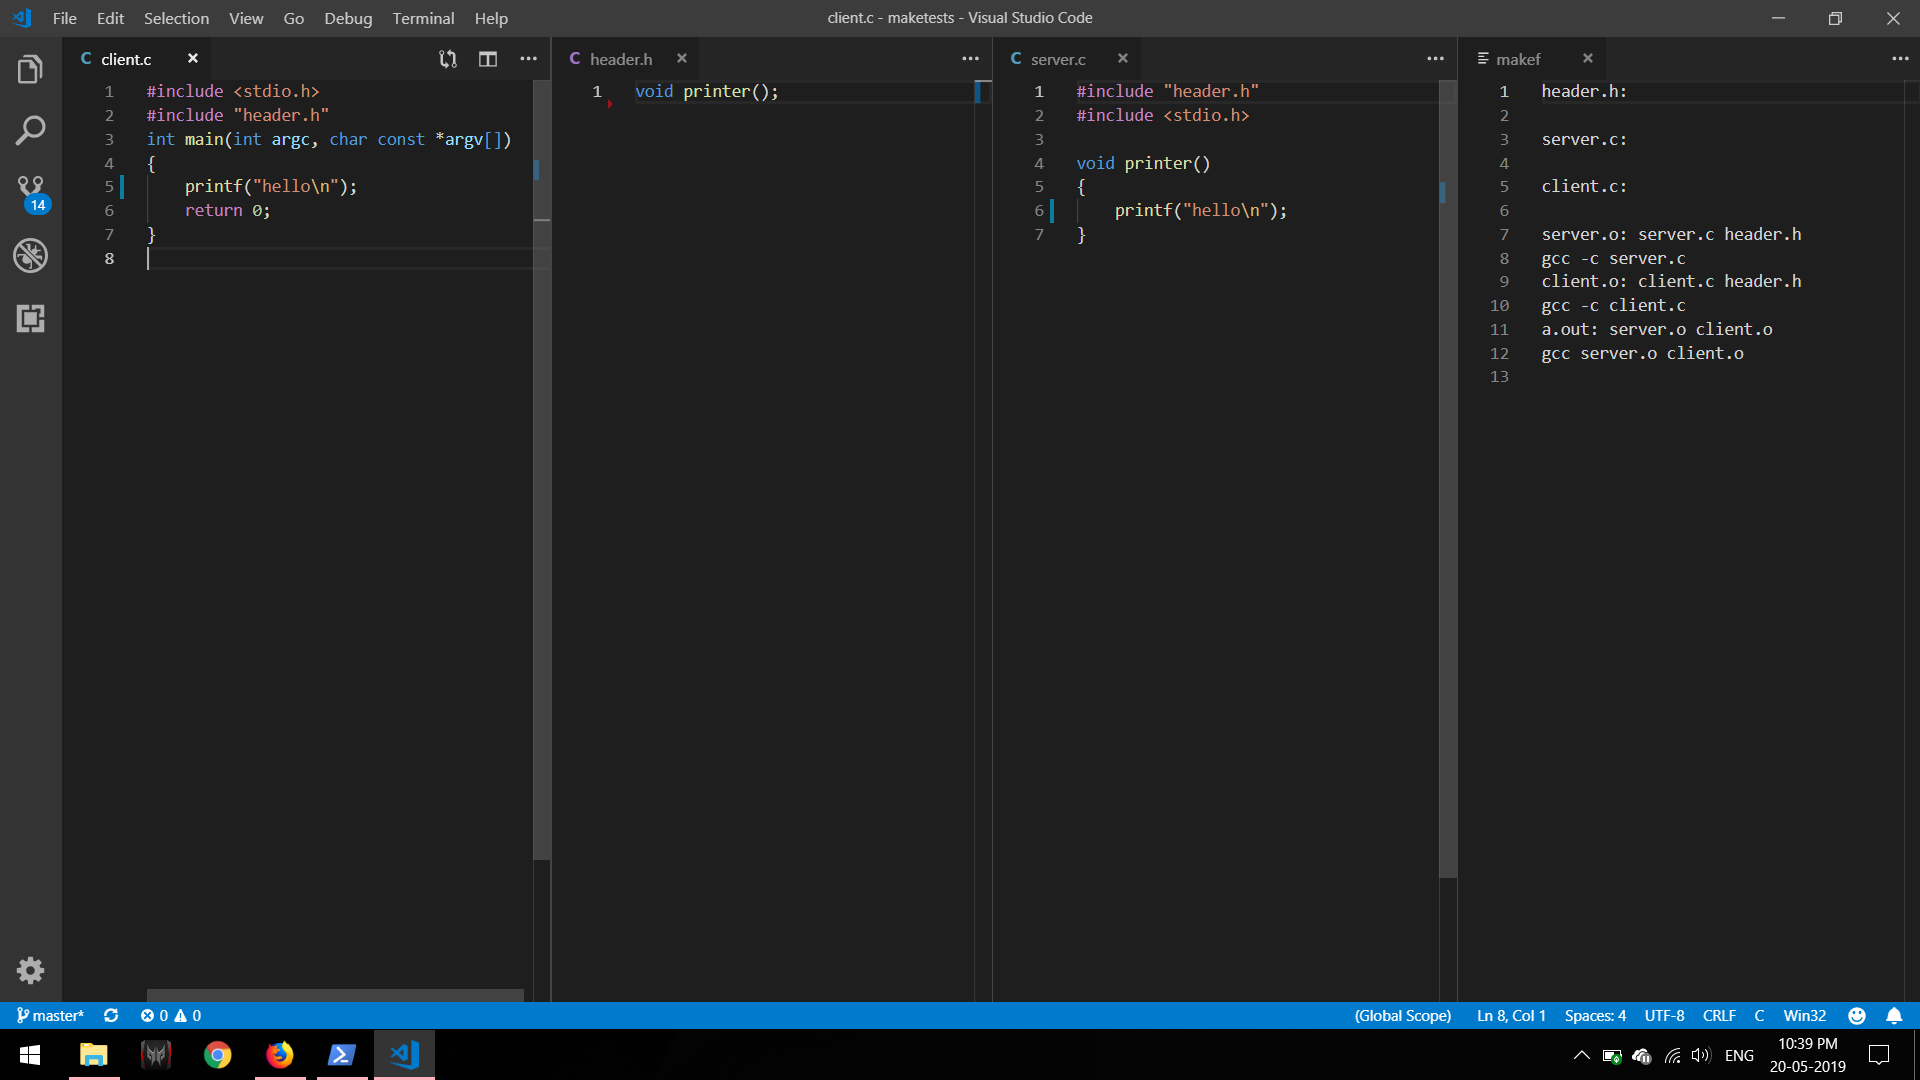 File Edit Selection View Go Debug Terminal Help
client.c - maketests - Visual Studio Code
14
C client.c
1 #include <stdio.h>
2 #include "header.h"
3 int main(int argc, char const *argv[])
4 {
5 printf("hello\n");
6 return 0;
7 }
8
C header.h
1 void printer();
C server.c
1 #include "header.h"
2 #include <stdio.h>
3
4 void printer()
5 {
6 printf("hello\n");
7 }
makef
1 header.h:
2
3 server.c:
4
5 client.c:
6
7 server.o: server.c header.h
8 gcc -c server.c
9 client.o: client.c header.h
10 gcc -c client.c
11 a.out: server.o client.o
12 gcc server.o client.o
13
master* 0 0
(Global Scope) Ln 8, Col 1 Spaces: 4 UTF-8 CRLF C Win32
ENG
10:39 PM
20-05-2019